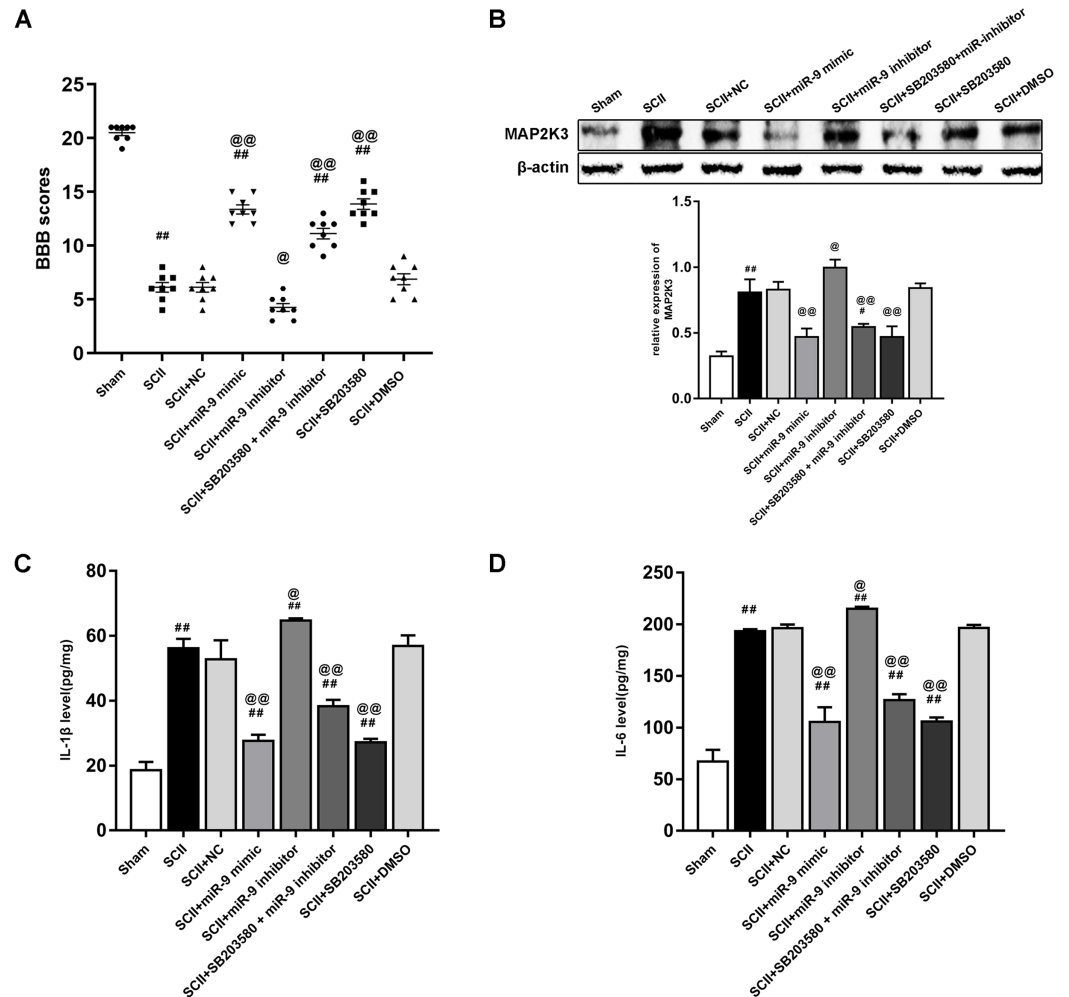 A
BBB scores
25
20
15
10
5
0
##
@@
##
@
@@
##
@@
##
Sham
SCII
SCII+NC
SCII+miR-9 mimic
SCII+miR-9 inhibitor
SCII+SB203580 + miR-9 inhibitor
SCII+SB203580
SCII+DMSO
B
Sham
SCII
SCII+NC
SCII+miR-9 mimic
SCII+miR-9 inhibitor
SCII+SB203580+miR-inhibitor
SCII+SB203580
SCII+DMSO
MAP2K3
β-actin
relative expression of
MAP2K3
1.5
1.0
0.5
0.0
##
@@
@
@@
#
@@
Sham
SCII
SCII+NC
SCII+miR-9 mimic
SCII+miR-9 inhibitor
SCII+SB203580 + miR-9 inhibitor
SCII+SB203580
SCII+DMSO
C
IL-1β level(pg/mg)
80
60
40
20
0
##
@@
##
@
##
@@
##
@@
##
Sham
SCII
SCII+NC
SCII+miR-9 mimic
SCII+miR-9 inhibitor
SCII+SB203580 + miR-9 inhibitor
SCII+SB203580
SCII+DMSO
D
IL-6 level(pg/mg)
250
200
150
100
50
0
##
@@
##
@
##
@@
##
@@
##
Sham
SCII
SCII+NC
SCII+miR-9 mimic
SCII+miR-9 inhibitor
SCII+SB203580 + miR-9 inhibitor
SCII+SB203580
SCII+DMSO